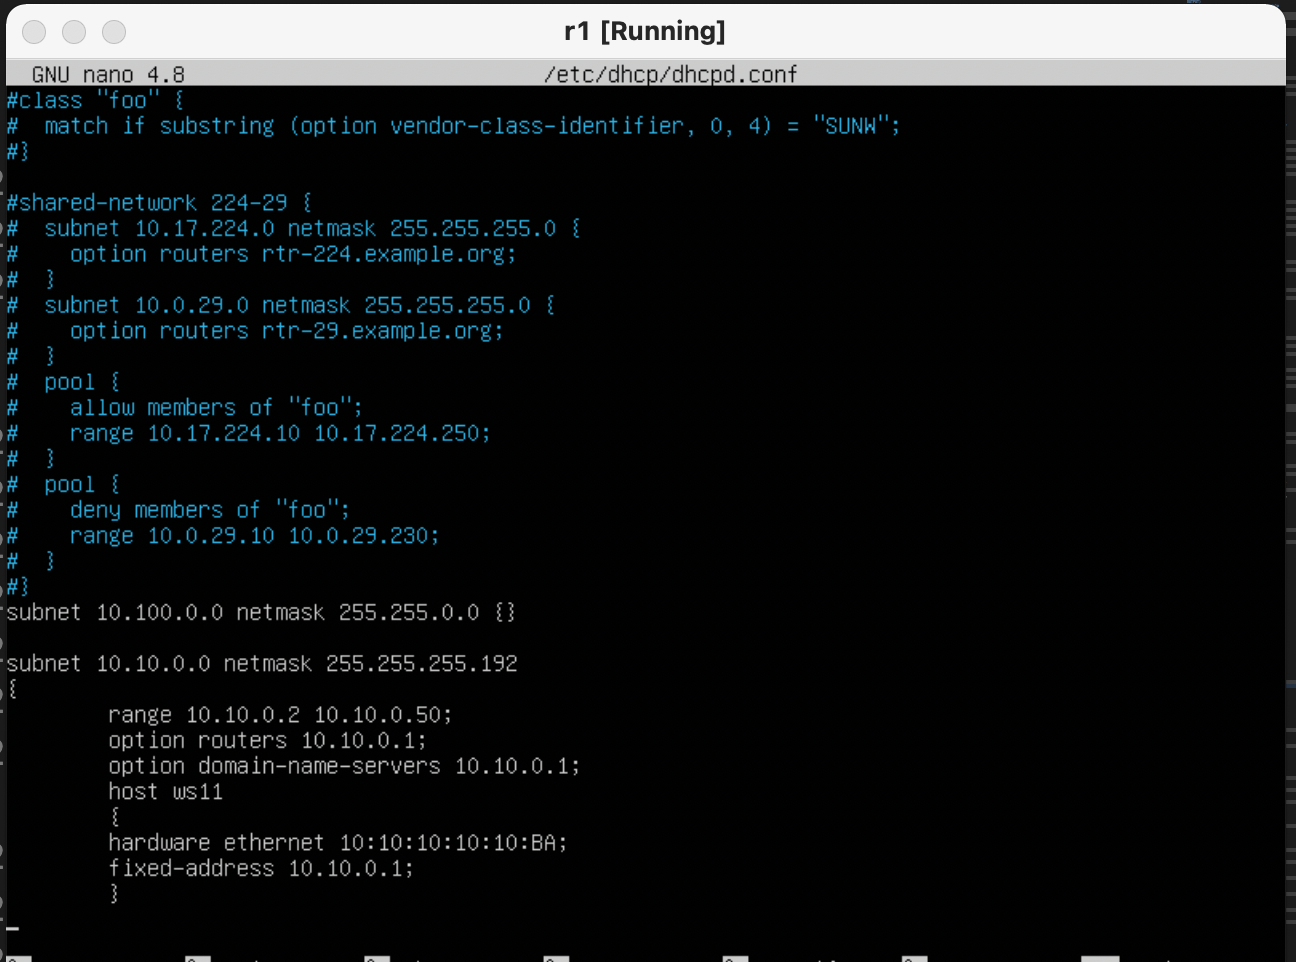 r1 [Running]
GNU nano 4.8 /etc/dhcp/dhcpd.conf
#class "foo" {
#  match if substring (option vendor-class-identifier, 0, 4) = "SUNW";
#}
#shared-network 224-29 {
#  subnet 10.17.224.0 netmask 255.255.255.0 {
#    option routers rtr-224.example.org;
#  }
#  subnet 10.0.29.0 netmask 255.255.255.0 {
#    option routers rtr-29.example.org;
#  }
#  pool {
#    allow members of "foo";
#    range 10.17.224.10 10.17.224.250;
#  }
#  pool {
#    deny members of "foo";
#    range 10.0.29.10 10.0.29.230;
#  }
#}
subnet 10.100.0.0 netmask 255.255.0.0 {}
subnet 10.10.0.0 netmask 255.255.255.192
{
        range 10.10.0.2 10.10.0.50;
        option routers 10.10.0.1;
        option domain-name-servers 10.10.0.1;
        host ws11
        {
        hardware ethernet 10:10:10:10:10:BA;
        fixed-address 10.10.0.1;
        }